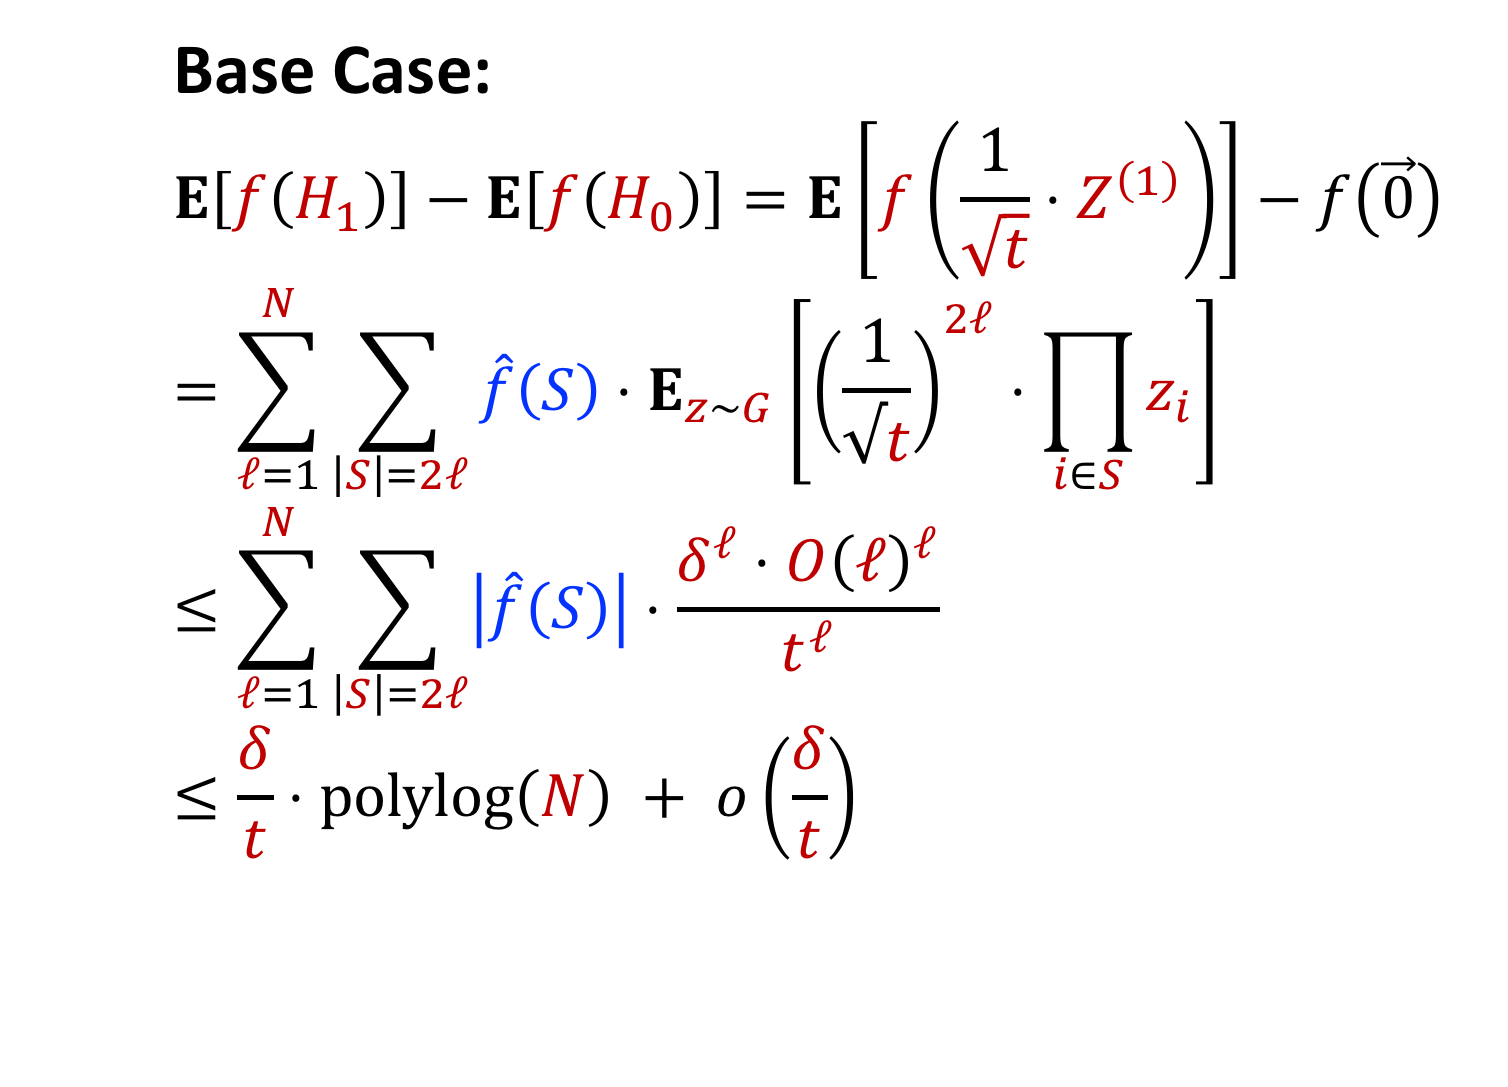 Base Case:
𝐄[f(H₁)] − 𝐄[f(H₀)] = 𝐄[f(1/√t · Z⁽¹⁾)] − f(0⃗)
= ∑_{ℓ=1}^{N} ∑_{|S|=2ℓ} f̂(S) · 𝐄_{z∼G}[(1/√t)^{2ℓ} · ∏_{i∈S} z_i]
≤ ∑_{ℓ=1}^{N} ∑_{|S|=2ℓ} |f̂(S)| · (δ^ℓ · O(ℓ)^ℓ)/t^ℓ
≤ δ/t · polylog(N) + o(δ/t)